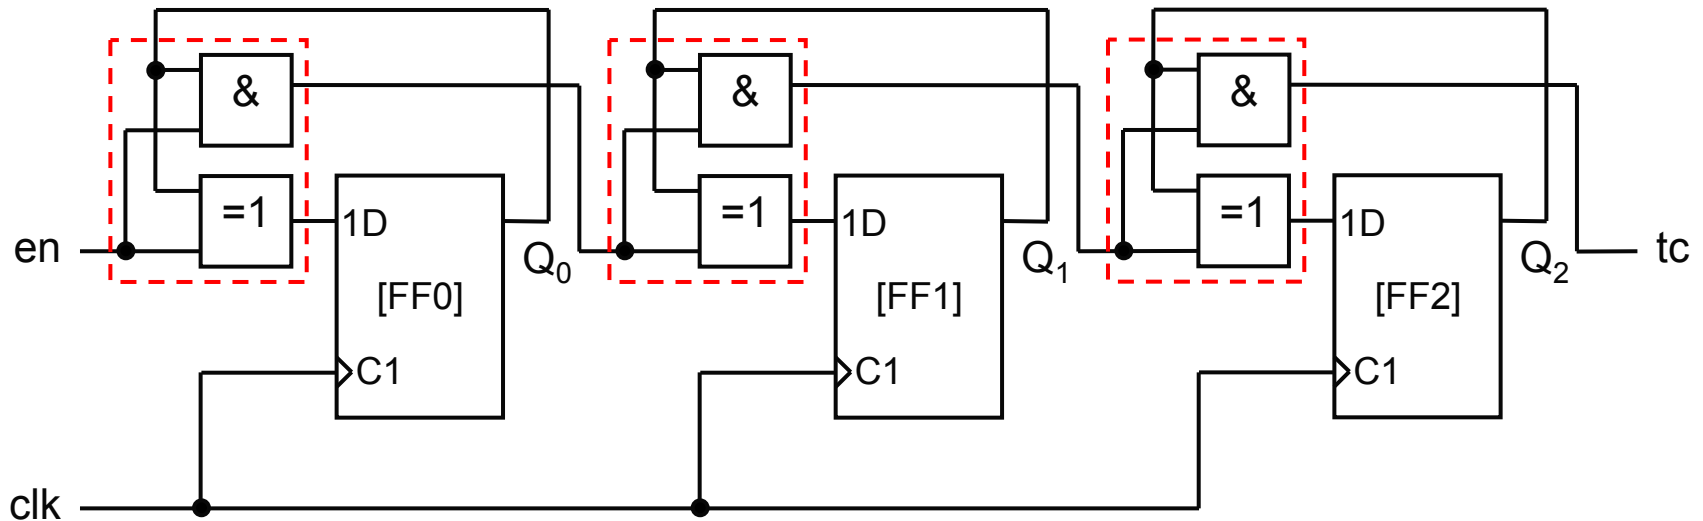 & & &
=1 1D =1 1D =1 1D
en Q0 Q1 Q2 tc
[FF0] [FF1] [FF2]
C1 C1 C1
clk